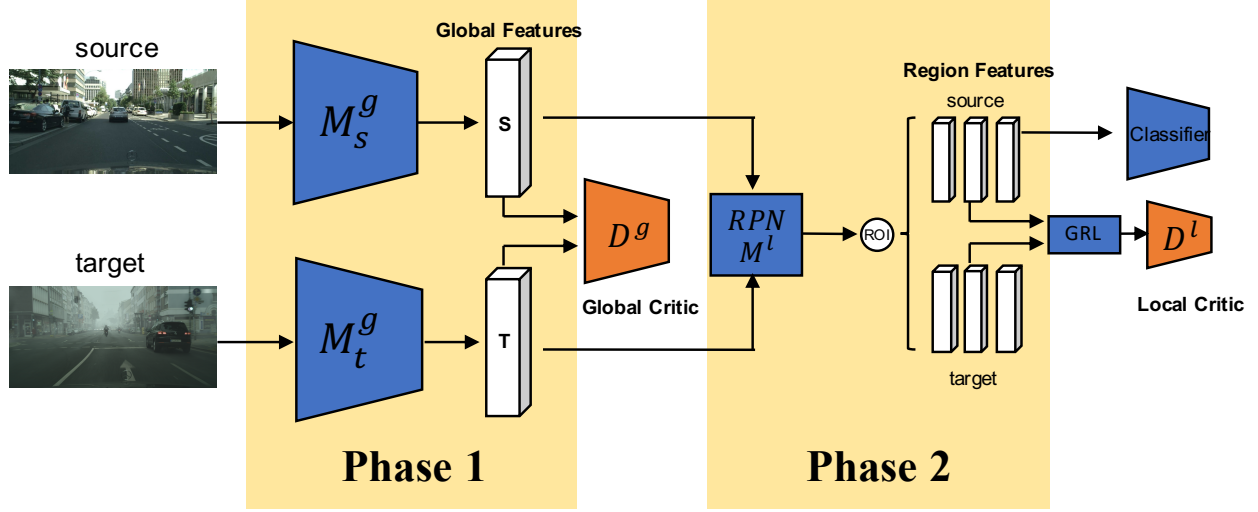 source
target
Global Features
M_s^g
M_t^g
S
T
D^g
Global Critic
Phase 1
RPN
M^l
ROI
Region Features
source
target
Classifier
GRL
D^l
Local Critic
Phase 2